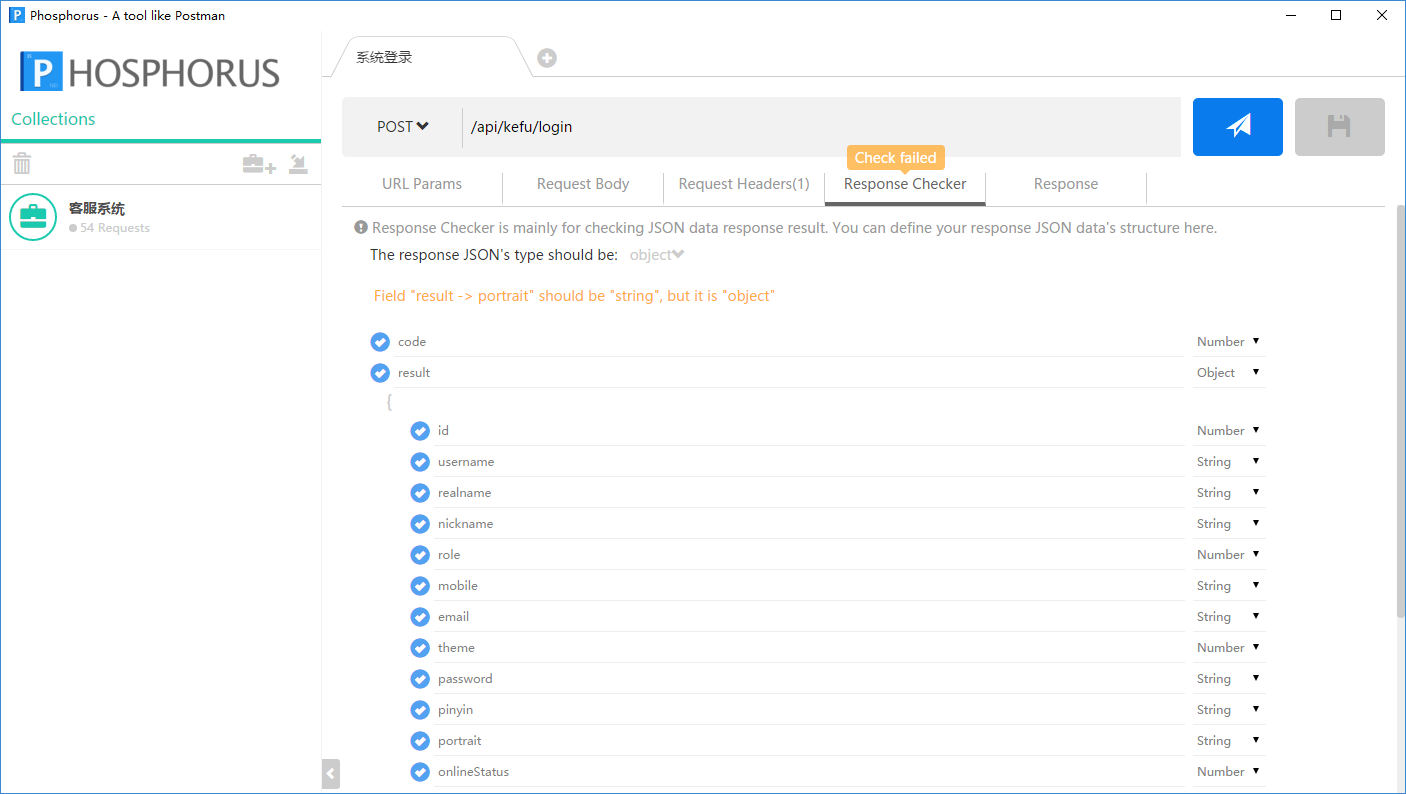 Phosphorus - A tool like Postman
PHOSPHORUS
Collections
客服系统
54 Requests
系统登录
POST
/api/kefu/login
Check failed
URL Params
Request Body
Request Headers(1)
Response Checker
Response
Response Checker is mainly for checking JSON data response result. You can define your response JSON data's structure here.
The response JSON's type should be: object
Field "result -> portrait" should be "string", but it is "object"
code Number
result Object
{
id Number
username String
realname String
nickname String
role Number
mobile String
email String
theme Number
password String
pinyin String
portrait String
onlineStatus Number